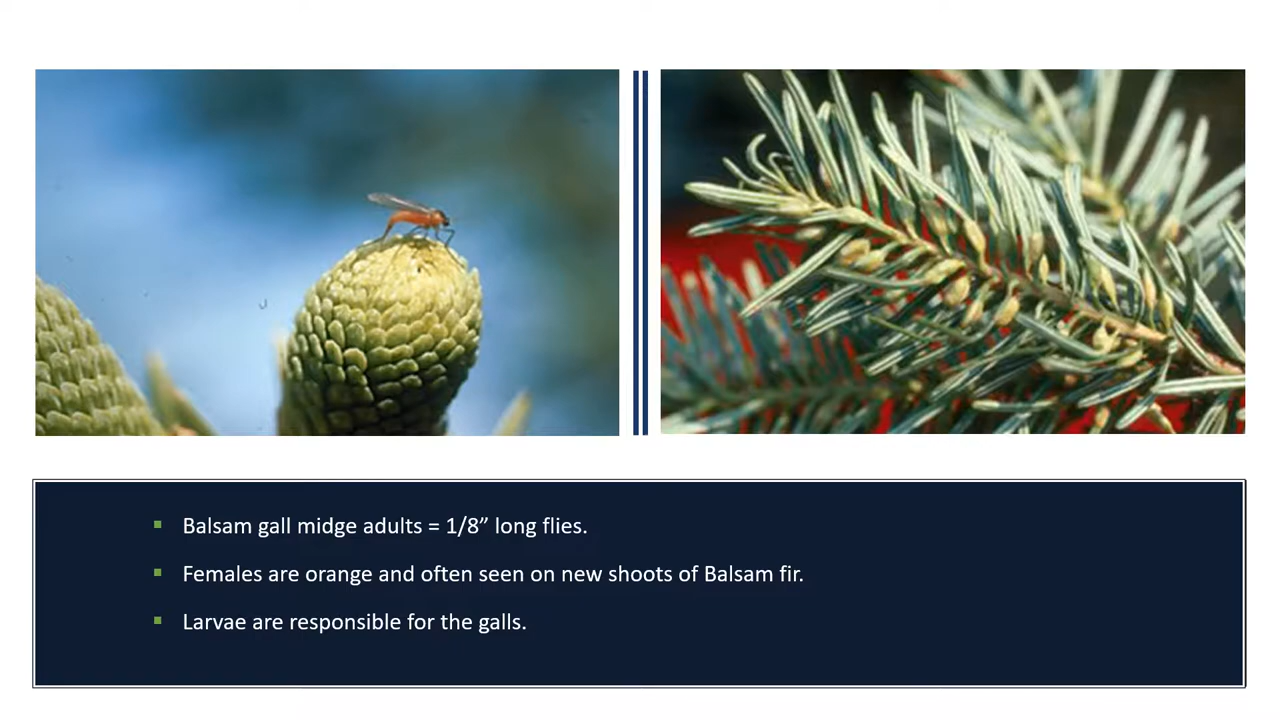 Balsam gall midge adults = 1/8” long flies.
Females are orange and often seen on new shoots of Balsam fir.
Larvae are responsible for the galls.